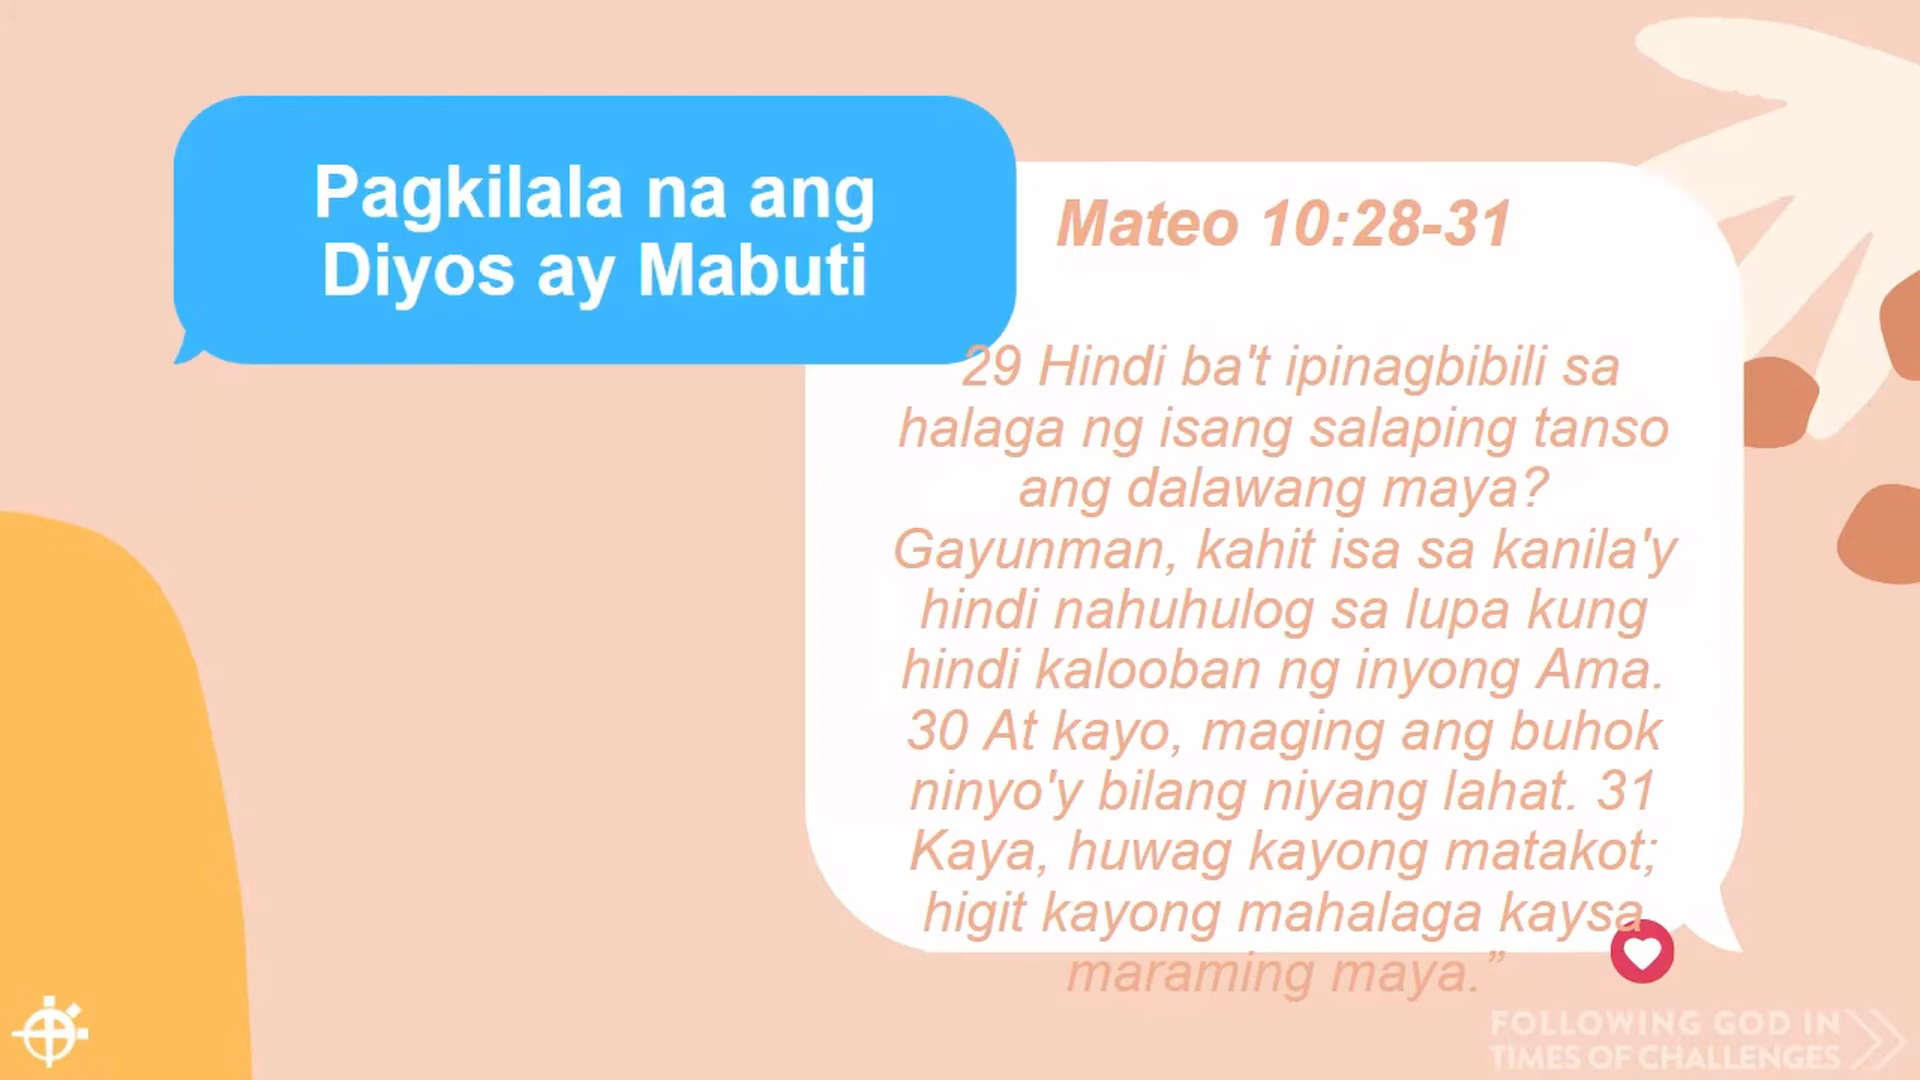 Pagkilala na ang
Diyos ay Mabuti
Mateo 10:28-31
29 Hindi ba't ipinagbibili sa
halaga ng isang salaping tanso
ang dalawang maya?
Gayunman, kahit isa sa kanila'y
hindi nahuhulog sa lupa kung
hindi kalooban ng inyong Ama.
30 At kayo, maging ang buhok
ninyo'y bilang niyang lahat. 31
Kaya, huwag kayong matakot;
higit kayong mahalaga kaysa
maraming maya.”
FOLLOWING GOD IN
TIMES OF CHALLENGES